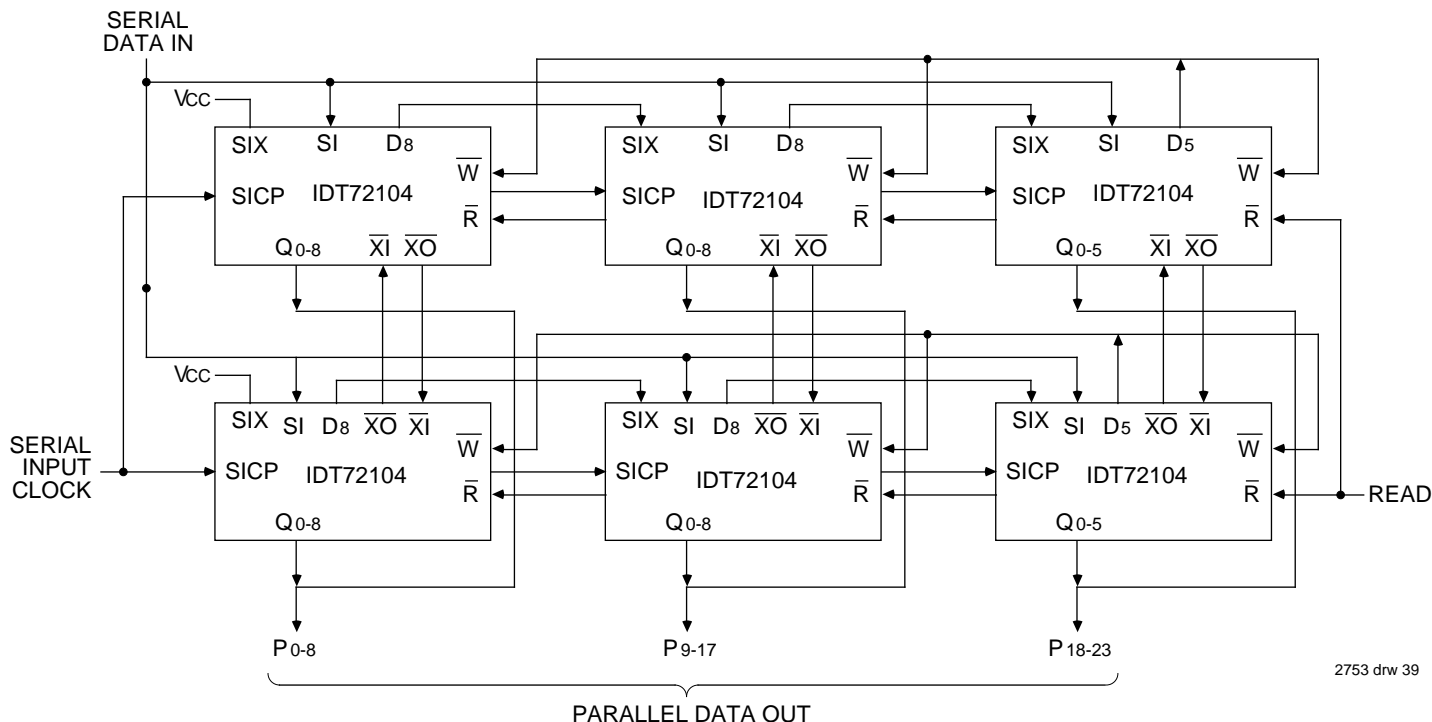 SERIAL
DATA IN
VCC
SIX SI D8
SIX SI D8
SIX SI D5
W
W
W
SICP IDT72104
IDT72104
IDT72104
R
R
R
Q0-8 XI XO
Q0-8 XI XO
Q0-5 XI XO
VCC
SIX SI D8 XO XI
SIX SI D8 XO XI
SIX SI D5 XO XI
W
W
W
SERIAL
INPUT
CLOCK
SICP IDT72104
SICP IDT72104
SICP IDT72104
R
R
R
READ
Q0-8
Q0-8
Q0-5
P0-8
P9-17
P18-23
2753 drw 39
PARALLEL DATA OUT